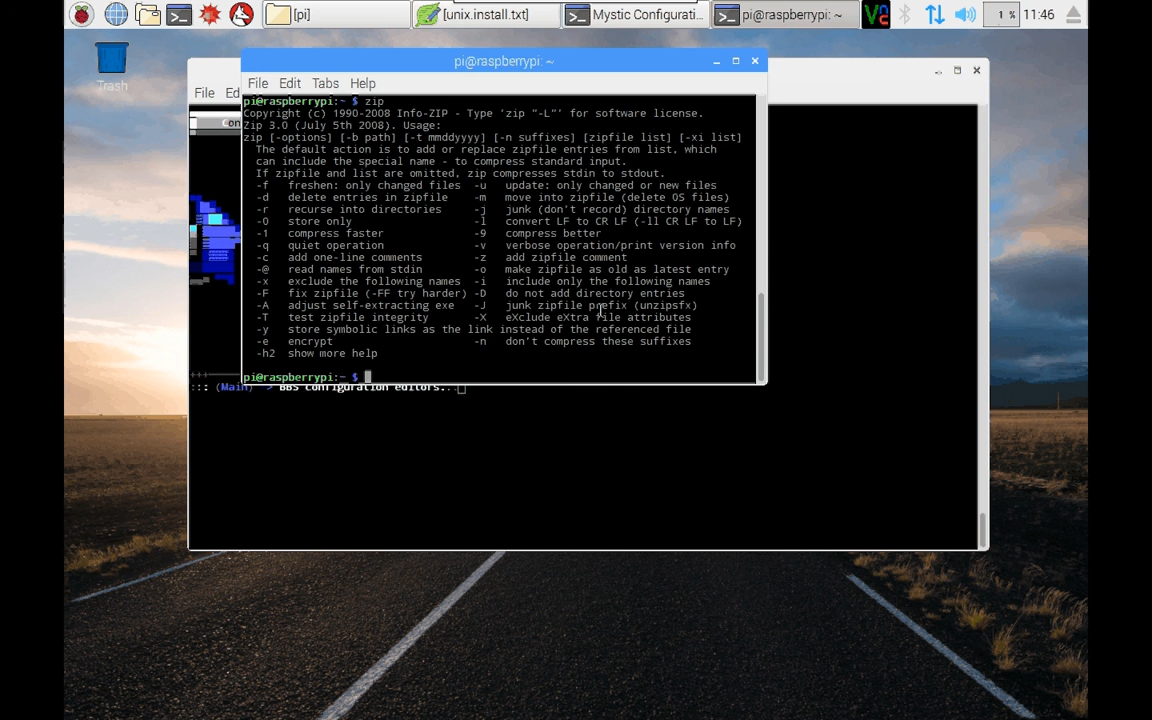 [pi]
[unix.install.txt]
Mystic Configurati...
pi@raspberrypi: ~
1 %
11:46
Trash
pi@raspberrypi: ~
File Edit Tabs Help
File Ed
Con
pi@raspberrypi:~ $ zip
Copyright (c) 1990-2008 Info-ZIP - Type 'zip "-L"' for software license.
Zip 3.0 (July 5th 2008). Usage:
zip [-options] [-b path] [-t mmddyyyy] [-n suffixes] [zipfile list] [-xi list]
The default action is to add or replace zipfile entries from list, which
can include the special name - to compress standard input.
If zipfile and list are omitted, zip compresses stdin to stdout.
-f freshen: only changed files -u update: only changed or new files
-d delete entries in zipfile -m move into zipfile (delete OS files)
-r recurse into directories -j junk (don't record) directory names
-0 store only -l convert LF to CR LF (-ll CR LF to LF)
-1 compress faster -9 compress better
-q quiet operation -v verbose operation/print version info
-c add one-line comments -z add zipfile comment
-@ read names from stdin -o make zipfile as old as latest entry
-x exclude the following names -i include only the following names
-F fix zipfile (-FF try harder) -D do not add directory entries
-A adjust self-extracting exe -J junk zipfile prefix (unzipsfx)
-T test zipfile integrity -X eXclude eXtra file attributes
-y store symbolic links as the link instead of the referenced file
-e encrypt -n don't compress these suffixes
-h2 show more help
pi@raspberrypi:~ $
::: (Main) > BBS configuration editors...